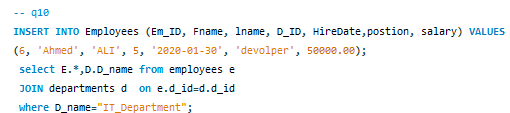 -- q10
INSERT INTO Employees (Em_ID, Fname, lname, D_ID, HireDate,postion, salary) VALUES
(6, 'Ahmed', 'ALI', 5, '2020-01-30', 'devolper', 50000.00);
select E.*,D.D_name from employees e
JOIN departments d  on e.d_id=d.d_id
where D_name="IT_Department";